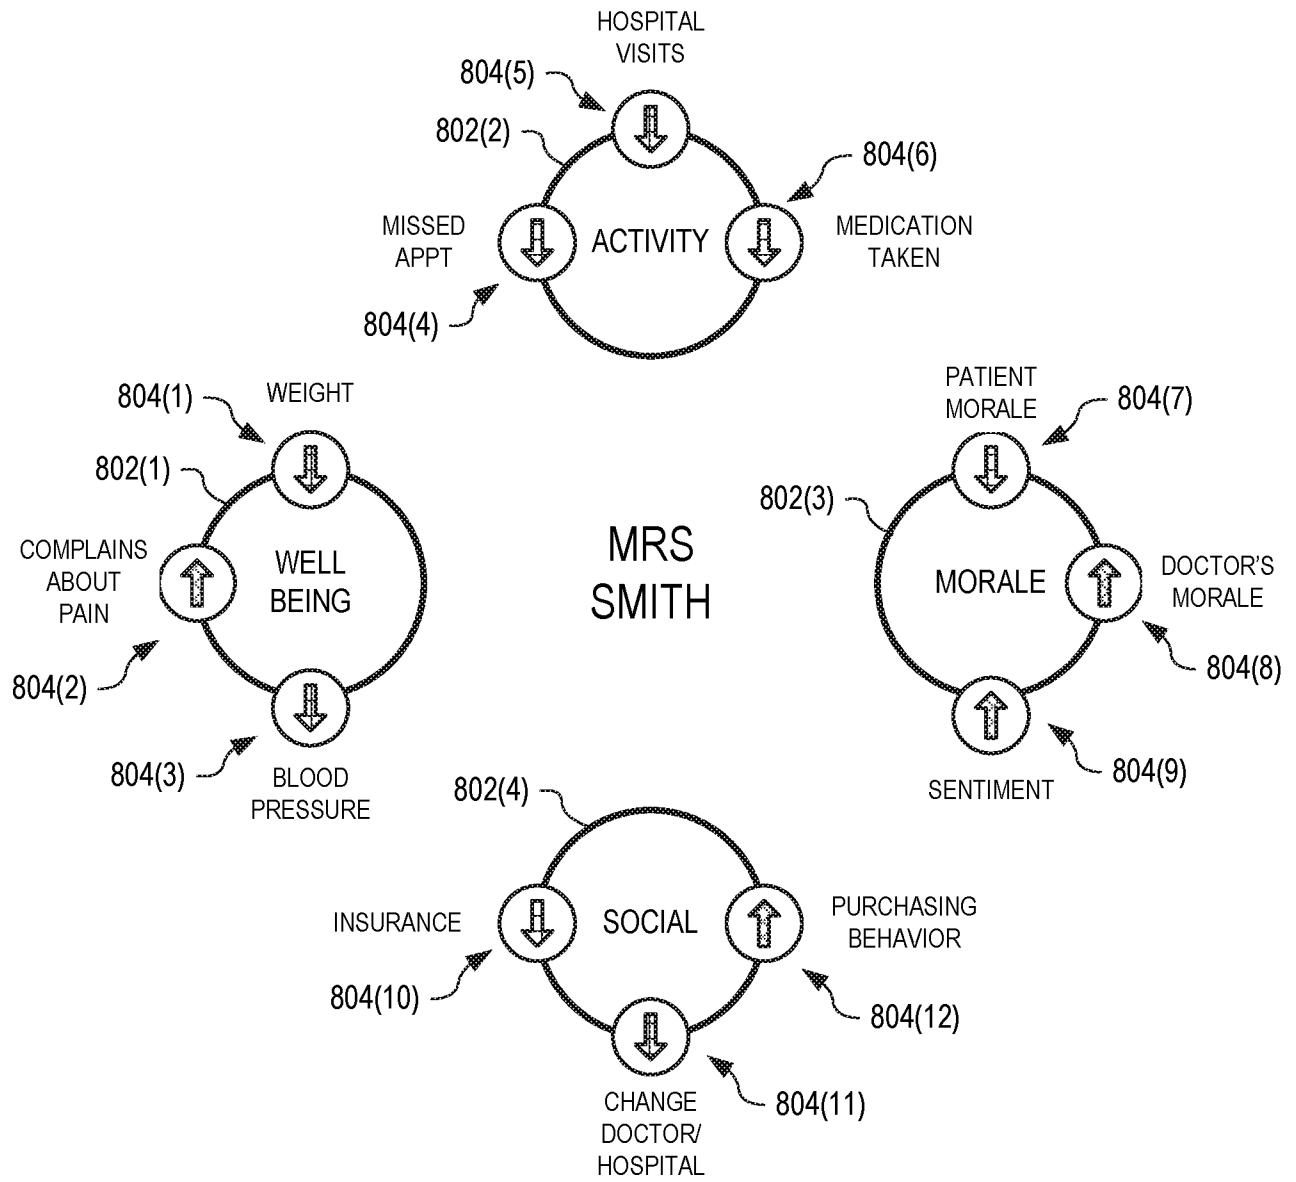 HOSPITAL
VISITS
804(5)
802(2)
804(6)
MISSED
APPT
ACTIVITY
MEDICATION
TAKEN
804(4)
804(1)
WEIGHT
802(1)
COMPLAINS
ABOUT
PAIN
WELL
BEING
804(2)
804(3)
BLOOD
PRESSURE
MRS
SMITH
PATIENT
MORALE
804(7)
802(3)
MORALE
DOCTOR'S
MORALE
804(8)
804(9)
SENTIMENT
802(4)
INSURANCE
SOCIAL
PURCHASING
BEHAVIOR
804(10)
804(12)
804(11)
CHANGE
DOCTOR/
HOSPITAL